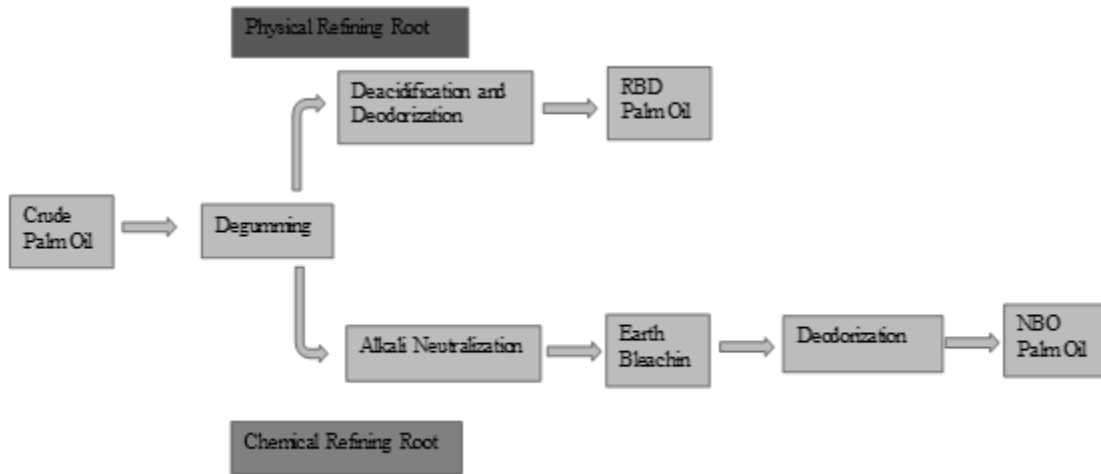 Physical Refining Root
Deacidification and
Deodorization
RBD
Palm Oil
Crude
Palm Oil
Degumming
Alkali Neutralization
Earth
Bleachin
Deodorization
NBO
Palm Oil
Chemical Refining Root